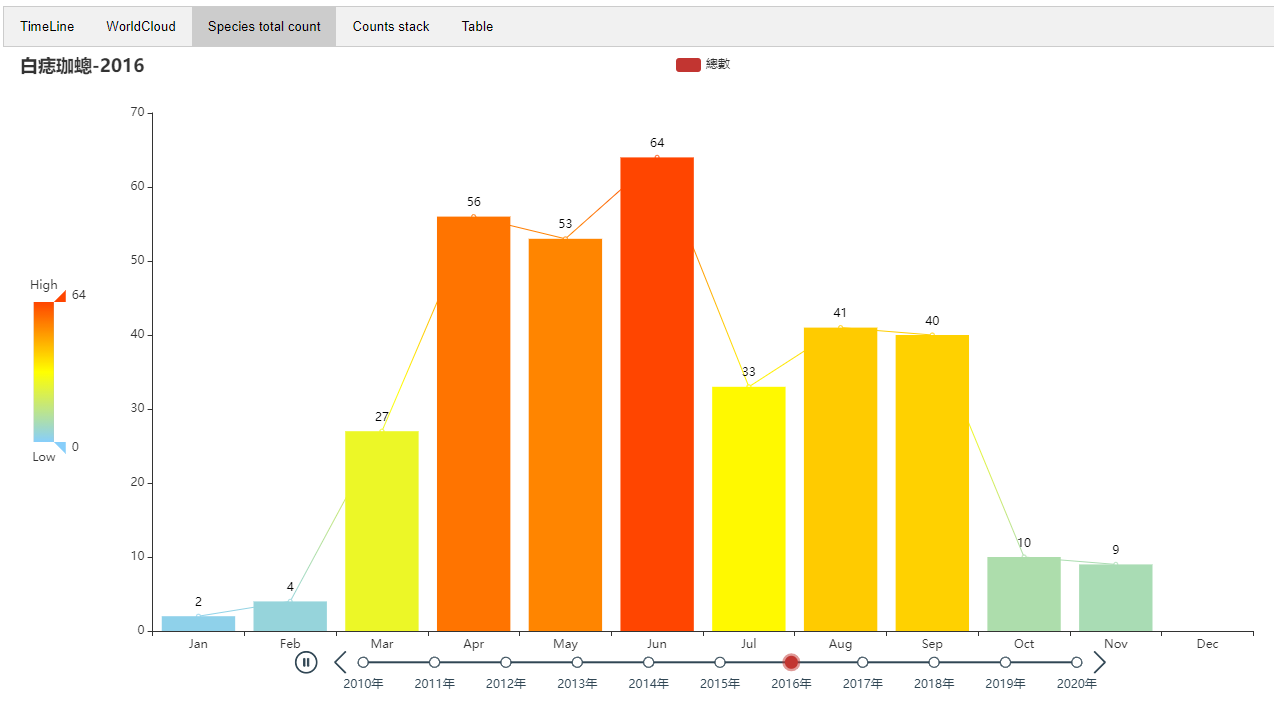 TimeLine WorldCloud Species total count Counts stack Table
白痣珈蟌-2016 總數
70
60
50
40
30
20
10
0
High
64
0
Low
2 4 27 56 53 64 33 41 40 10 9
Jan Feb Mar Apr May Jun Jul Aug Sep Oct Nov Dec
2010年 2011年 2012年 2013年 2014年 2015年 2016年 2017年 2018年 2019年 2020年